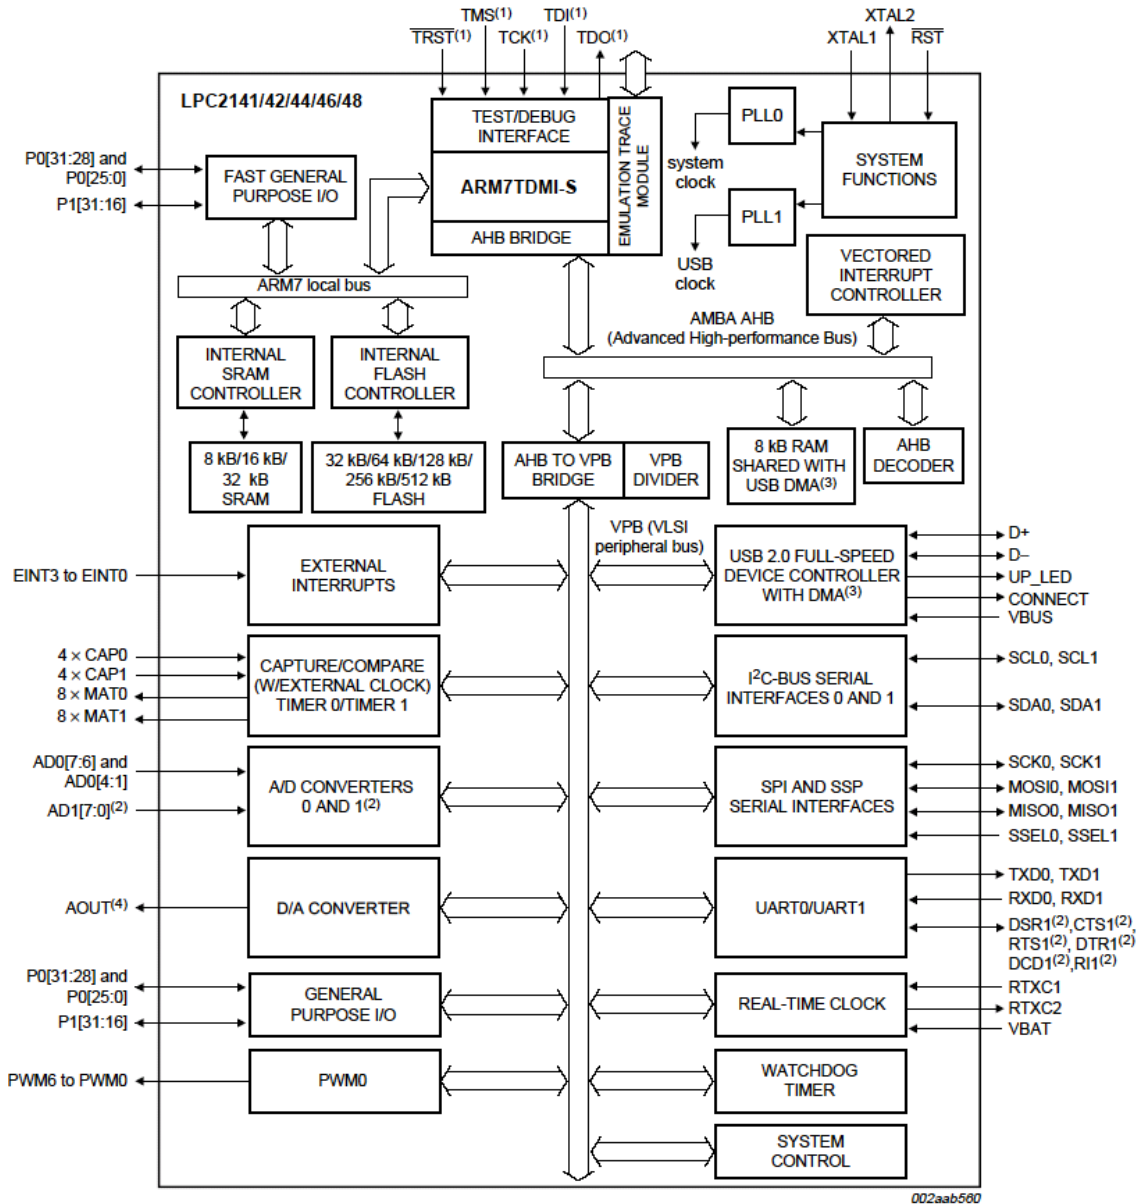 TMS(1) TDI(1) XTAL2
TRST(1) TCK(1) TDO(1) XTAL1 RST
LPC2141/42/44/46/48
TEST/DEBUG
INTERFACE
ARM7TDMI-S
AHB BRIDGE
EMULATION TRACE
MODULE
PLL0
system
clock
PLL1
USB
clock
SYSTEM
FUNCTIONS
P0[31:28] and
P0[25:0]
P1[31:16]
FAST GENERAL
PURPOSE I/O
VECTORED
INTERRUPT
CONTROLLER
ARM7 local bus
AMBA AHB
(Advanced High-performance Bus)
INTERNAL
SRAM
CONTROLLER
INTERNAL
FLASH
CONTROLLER
8 kB/16 kB/
32 kB
SRAM
32 kB/64 kB/128 kB/
256 kB/512 kB
FLASH
AHB TO VPB
BRIDGE
VPB
DIVIDER
8 kB RAM
SHARED WITH
USB DMA(3)
AHB
DECODER
VPB (VLSI
peripheral bus)
EINT3 to EINT0
EXTERNAL
INTERRUPTS
USB 2.0 FULL-SPEED
DEVICE CONTROLLER
WITH DMA(3)
D+
D−
UP_LED
CONNECT
VBUS
4 × CAP0
4 × CAP1
8 × MAT0
8 × MAT1
CAPTURE/COMPARE
(W/EXTERNAL CLOCK)
TIMER 0/TIMER 1
I2C-BUS SERIAL
INTERFACES 0 AND 1
SCL0, SCL1
SDA0, SDA1
AD0[7:6] and
AD0[4:1]
AD1[7:0](2)
A/D CONVERTERS
0 AND 1(2)
SPI AND SSP
SERIAL INTERFACES
SCK0, SCK1
MOSI0, MOSI1
MISO0, MISO1
SSEL0, SSEL1
AOUT(4)
D/A CONVERTER
UART0/UART1
TXD0, TXD1
RXD0, RXD1
DSR1(2),CTS1(2),
RTS1(2), DTR1(2)
DCD1(2),RI1(2)
P0[31:28] and
P0[25:0]
P1[31:16]
GENERAL
PURPOSE I/O
REAL-TIME CLOCK
RTXC1
RTXC2
VBAT
PWM6 to PWM0
PWM0
WATCHDOG
TIMER
SYSTEM
CONTROL
002aab560